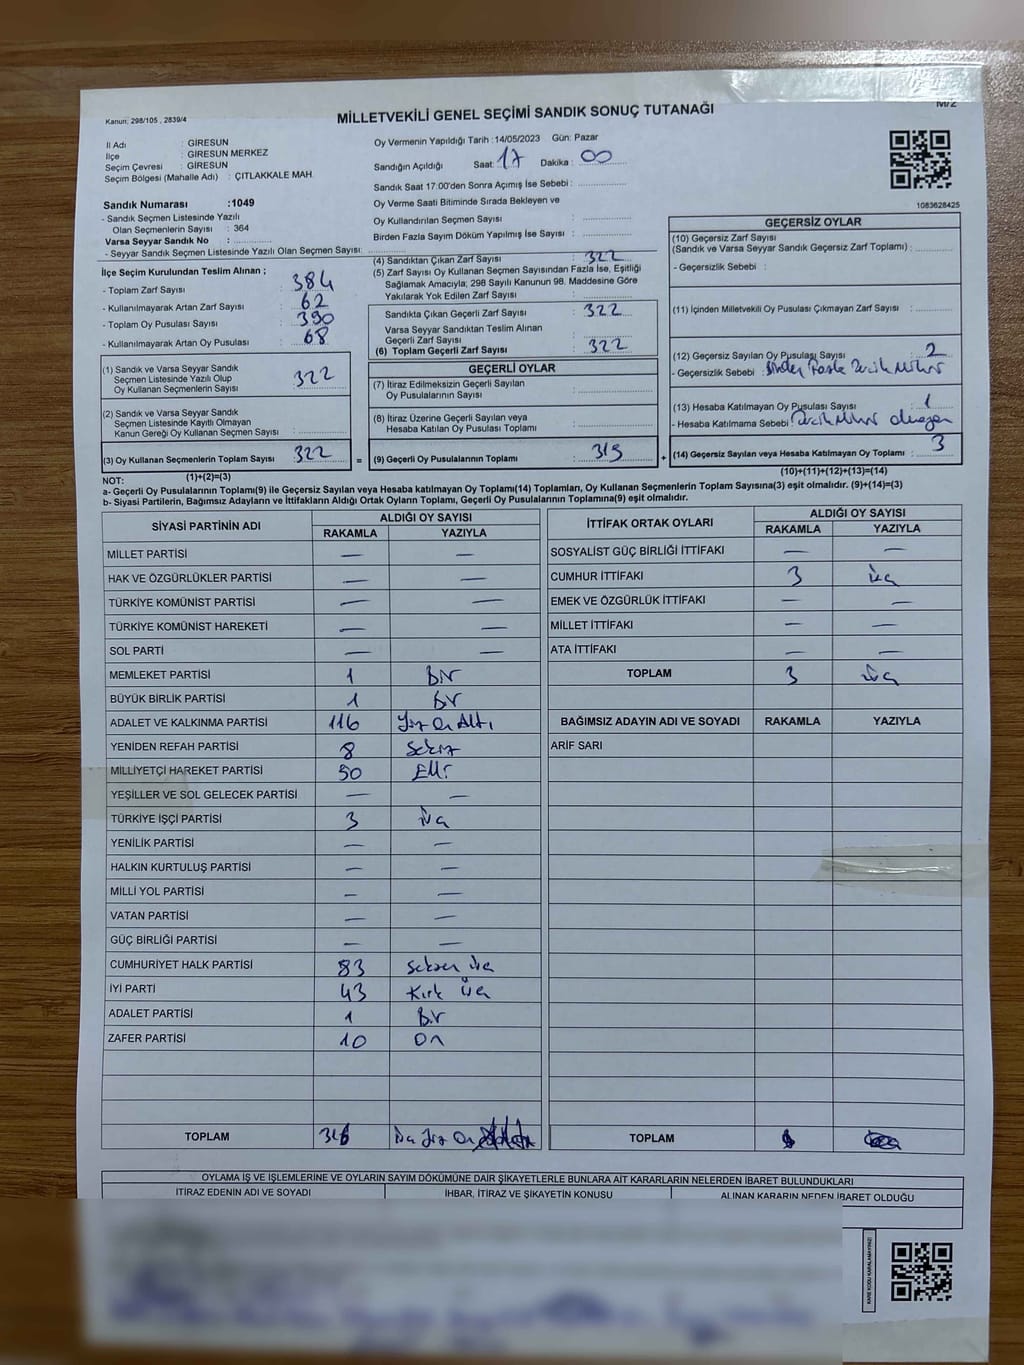 M/2
Kanun, 298/105 , 2839/4
MİLLETVEKİLİ GENEL SEÇİMİ SANDIK SONUÇ TUTANAĞI
İl Adı : GİRESUN
İlçe : GİRESUN MERKEZ
Seçim Çevresi : GİRESUN
Seçim Bölgesi (Mahalle Adı) : ÇITLAKKALE MAH.
Oy Vermenin Yapıldığı Tarih :14/05/2023 Gün: Pazar
Sandığın Açıldığı Saat: 17 Dakika : 00
Sandık Saat 17:00'den Sonra Açımış İse Sebebi :
Oy Verme Saati Bitiminde Sırada Bekleyen ve
Oy Kullandırılan Seçmen Sayısı :
Birden Fazla Sayım Döküm Yapılmış İse Sayısı :
1083628425
Sandık Numarası :1049
- Sandık Seçmen Listesinde Yazılı
Olan Seçmenlerin Sayısı : 364
Varsa Seyyar Sandık No :
- Seyyar Sandık Seçmen Listesinde Yazılı Olan Seçmen Sayısı:
İlçe Seçim Kurulundan Teslim Alınan ;
- Toplam Zarf Sayısı : 384
- Kullanılmayarak Artan Zarf Sayısı : 62
- Toplam Oy Pusulası Sayısı : 390
- Kullanılmayarak Artan Oy Pusulası : 68
(1) Sandık ve Varsa Seyyar Sandık
Seçmen Listesinde Yazılı Olup
Oy Kullanan Seçmenlerin Sayısı : 322
(2) Sandık ve Varsa Seyyar Sandık
Seçmen Listesinde Kayıtlı Olmayan
Kanun Gereği Oy Kullanan Seçmen Sayısı :
(3) Oy Kullanan Seçmenlerin Toplam Sayısı : 322
(1)+(2)=(3)
(4) Sandıktan Çıkan Zarf Sayısı : 322
(5) Zarf Sayısı Oy Kullanan Seçmen Sayısından Fazla İse, Eşitliği
Sağlamak Amacıyla; 298 Sayılı Kanunun 98. Maddesine Göre
Yakılarak Yok Edilen Zarf Sayısı :
Sandıkta Çıkan Geçerli Zarf Sayısı : 322
Varsa Seyyar Sandıktan Teslim Alınan
Geçerli Zarf Sayısı :
(6) Toplam Geçerli Zarf Sayısı : 322
GEÇERLİ OYLAR
(7) İtiraz Edilmeksizin Geçerli Sayılan
Oy Pusulalarının Sayısı :
(8) İtiraz Üzerine Geçerli Sayılan veya
Hesaba Katılan Oy Pusulası Toplamı :
= (9) Geçerli Oy Pusulalarının Toplamı : 319 +
GEÇERSİZ OYLAR
(10) Geçersiz Zarf Sayısı
(Sandık ve Varsa Seyyar Sandık Geçersiz Zarf Toplamı) :
- Geçersizlik Sebebi :
(11) İçinden Milletvekili Oy Pusulası Çıkmayan Zarf Sayısı :
(12) Geçersiz Sayılan Oy Pusulası Sayısı : 2
- Geçersizlik Sebebi : Birden Fazla Tercih Mührü
(13) Hesaba Katılmayan Oy Pusulası Sayısı : 1
- Hesaba Katılmama Sebebi : Tercih Mührü olmayan
(14) Geçersiz Sayılan veya Hesaba Katılmayan Oy Toplamı : 3
(10)+(11)+(12)+(13)=(14)
NOT:
a- Geçerli Oy Pusulalarının Toplamı(9) ile Geçersiz Sayılan veya Hesaba katılmayan Oy Toplamı(14) Toplamları, Oy Kullanan Seçmenlerin Toplam Sayısına(3) eşit olmalıdır. (9)+(14)=(3)
b- Siyasi Partilerin, Bağımsız Adayların ve İttifakların Aldığı Ortak Oyların Toplamı, Geçerli Oy Pusulalarının Toplamına(9) eşit olmalıdır.
SİYASİ PARTİNİN ADI ALDIĞI OY SAYISI
RAKAMLA YAZIYLA
MİLLET PARTİSİ — —
HAK VE ÖZGÜRLÜKLER PARTİSİ — —
TÜRKİYE KOMÜNİST PARTİSİ — —
TÜRKİYE KOMÜNİST HAREKETİ — —
SOL PARTİ — —
MEMLEKET PARTİSİ 1 Bir
BÜYÜK BİRLİK PARTİSİ 1 Bir
ADALET VE KALKINMA PARTİSİ 116 Yüz On Altı
YENİDEN REFAH PARTİSİ 8 Sekiz
MİLLİYETÇİ HAREKET PARTİSİ 50 Elli
YEŞİLLER VE SOL GELECEK PARTİSİ — —
TÜRKİYE İŞÇİ PARTİSİ 3 Üç
YENİLİK PARTİSİ — —
HALKIN KURTULUŞ PARTİSİ — —
MİLLİ YOL PARTİSİ — —
VATAN PARTİSİ — —
GÜÇ BİRLİĞİ PARTİSİ — —
CUMHURİYET HALK PARTİSİ 83 Seksen Üç
İYİ PARTİ 43 Kırk Üç
ADALET PARTİSİ 1 Bir
ZAFER PARTİSİ 10 On
TOPLAM 316 Üç Yüz On
İTTİFAK ORTAK OYLARI ALDIĞI OY SAYISI
RAKAMLA YAZIYLA
SOSYALİST GÜÇ BİRLİĞİ İTTİFAKI — —
CUMHUR İTTİFAKI 3 Üç
EMEK VE ÖZGÜRLÜK İTTİFAKI — —
MİLLET İTTİFAKI — —
ATA İTTİFAKI — —
TOPLAM 3 Üç
BAĞIMSIZ ADAYIN ADI VE SOYADI RAKAMLA YAZIYLA
ARİF SARI
TOPLAM
OYLAMA İŞ VE İŞLEMLERİNE VE OYLARIN SAYIM DÖKÜMÜNE DAİR ŞİKAYETLERLE BUNLARA AİT KARARLARIN NELERDEN İBARET BULUNDUKLARI
İTİRAZ EDENİN ADI VE SOYADI İHBAR, İTİRAZ VE ŞİKAYETİN KONUSU ALINAN KARARIN NEDEN İBARET OLDUĞU
KARE KODU KARALAMAYINIZ!